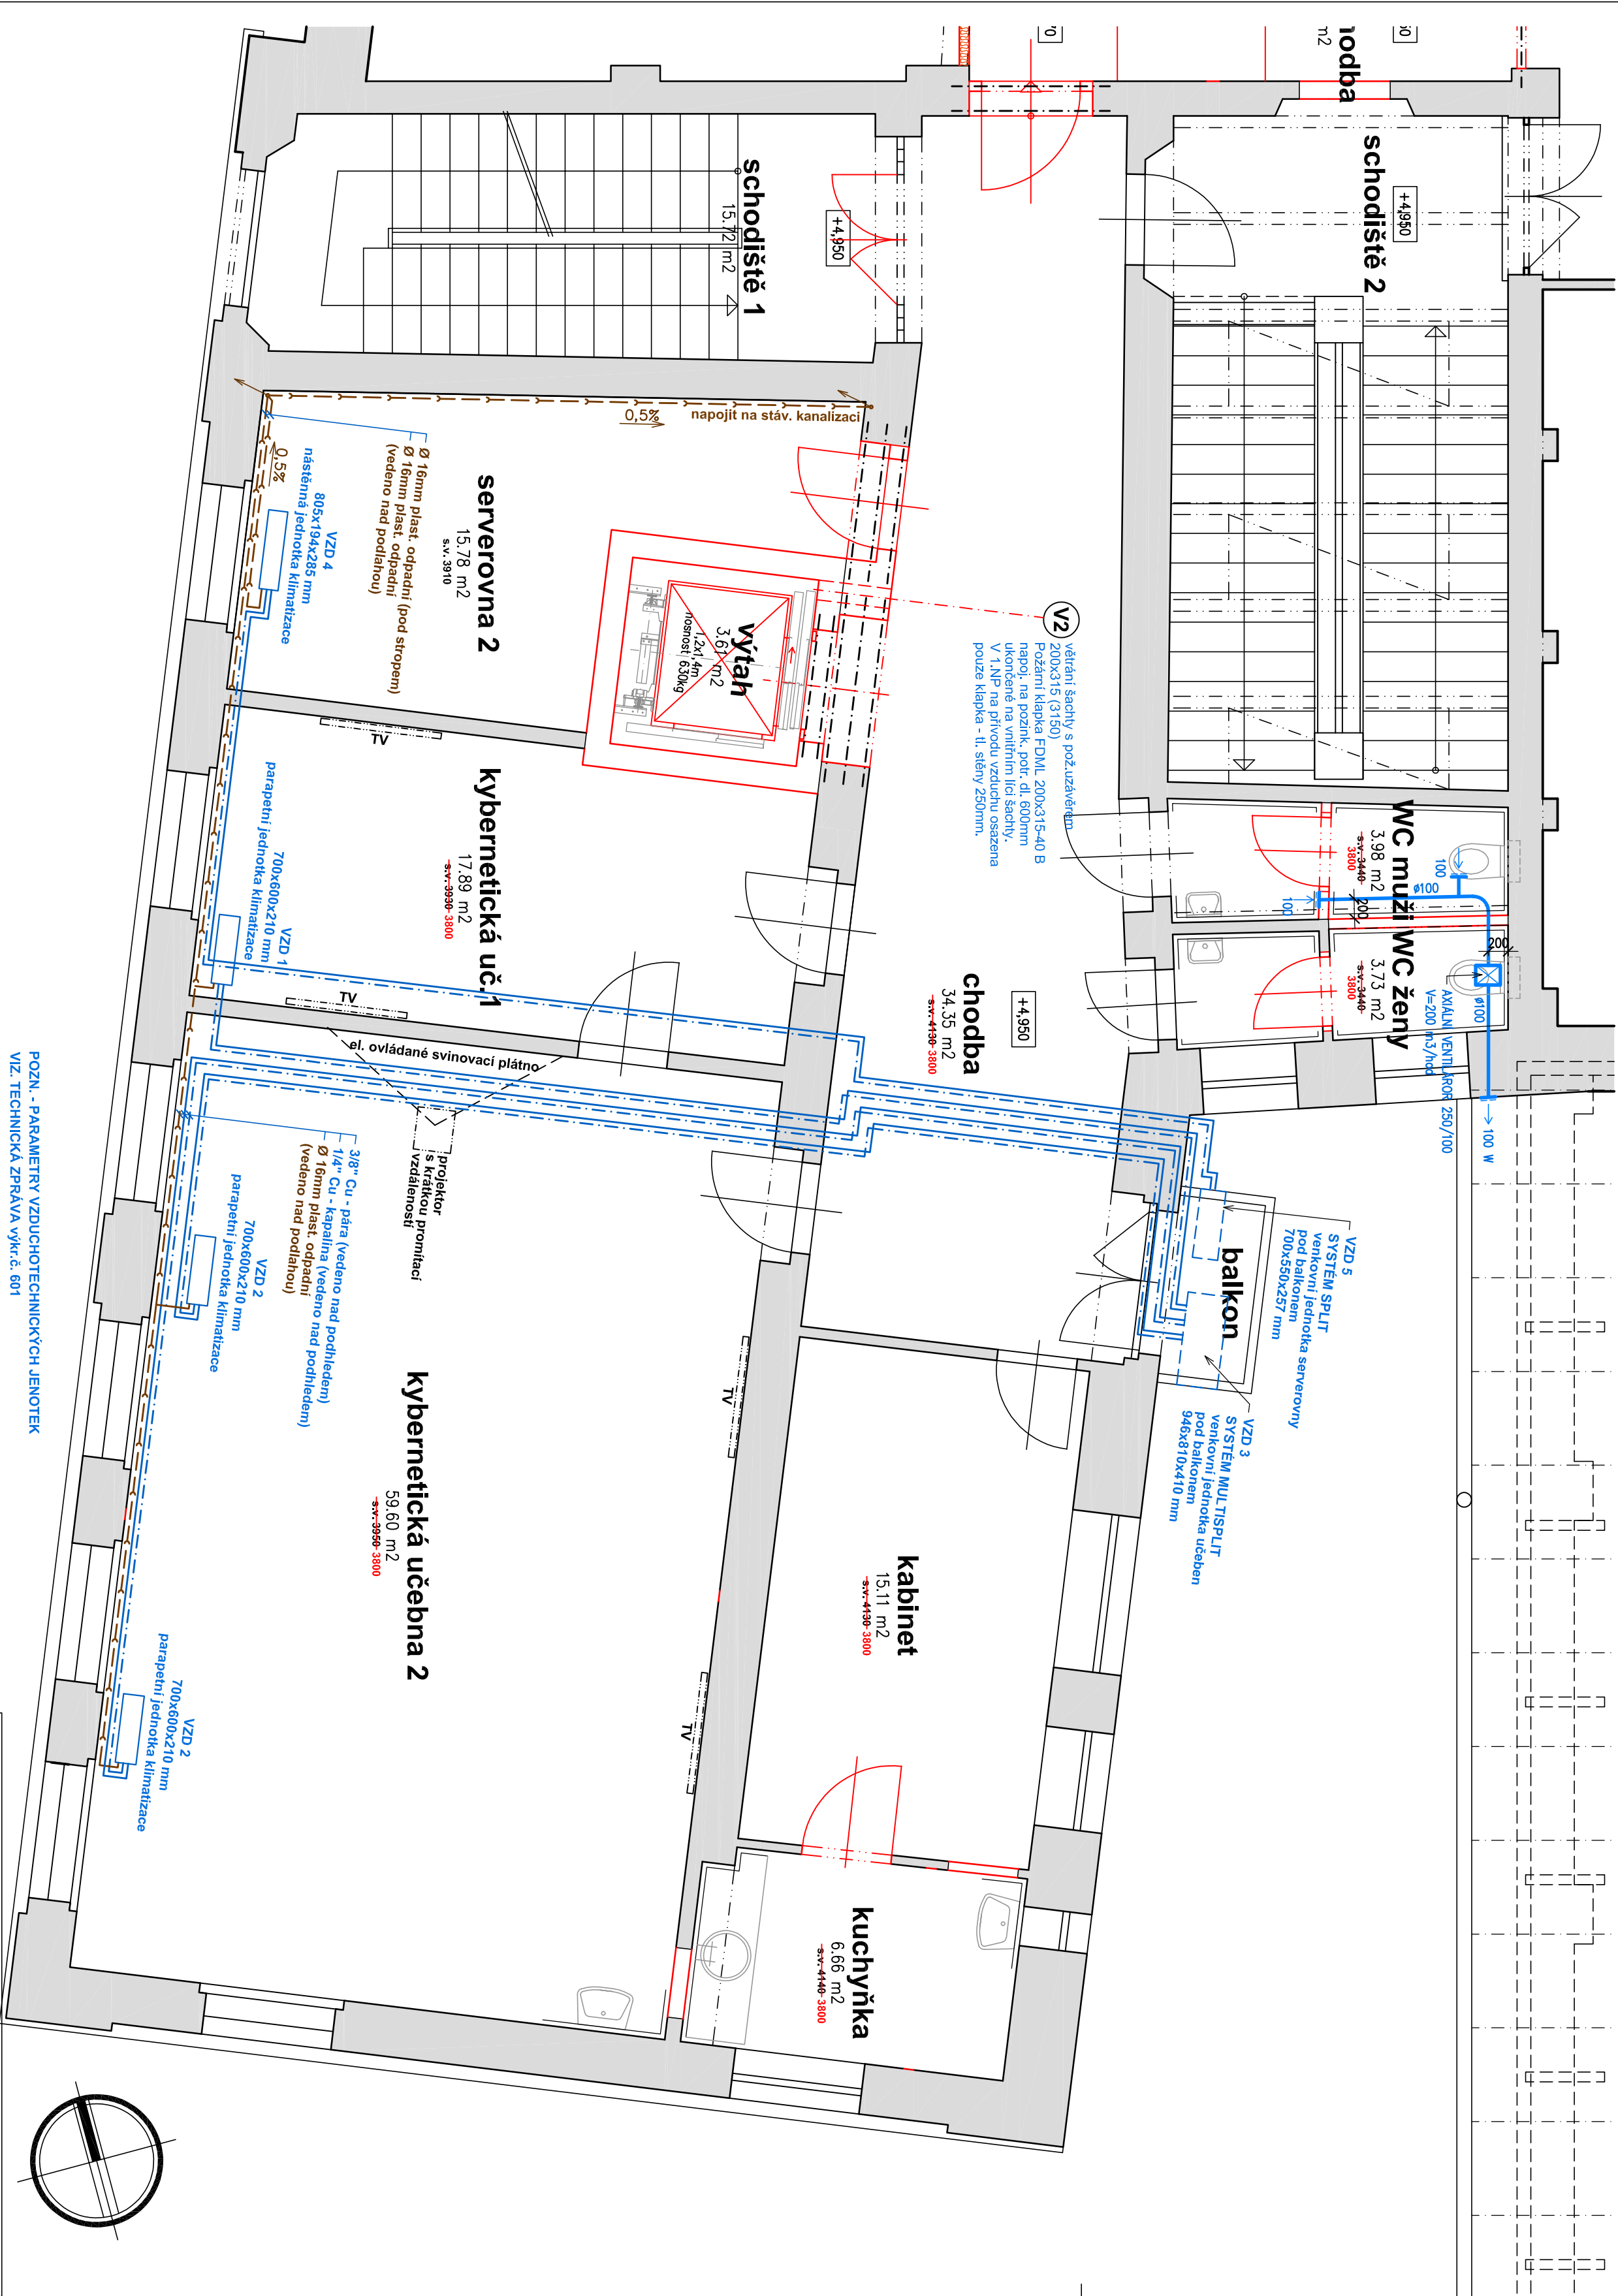 hodba
m2
schodiště 2
+4,950
schodiště 1
15.72 m2
+4,950
0,5%
napojit na stáv. kanalizaci
Ø 16mm plast. odpadní (pod stropem)
Ø 16mm plast. odpadní
(vedeno nad podlahou)
0,5%
VZD 4
805x194x285 mm
nástěnná jednotka klimatizace
serverovna 2
15.78 m2
s.v. 3910
výtah
3.61 m2
1,2x1,4m
nosnost 630kg
V2
větrání šachty s pož.uzávěrem
200x315 (3150)
Požární klapka FDML 200x315-40 B
napoj. na pozink. potr. dl. 600mm
ukončené na vnitřním líci šachty.
V 1.NP na přívodu vzduchu osazena
pouze klapka - tl. stěny 250mm.
WC muži
3.98 m2
s.v. 3440
3800
WC ženy
3.73 m2
s.v. 3440
3800
100
ø100
100
200
200
ø100
AXIÁLNÍ VENTILÁROR 250/100
V=200 m3/hod
100 W
TV
kybernetická uč.1
17.89 m2
s.v. 3930 3800
VZD 1
700x600x210 mm
parapetní jednotka klimatizace
TV
el. ovládané svinovací plátno
chodba
34.35 m2
s.v. 4130 3800
+4,950
projektor
s krátkou promítací
vzdáleností
3/8" Cu - pára (vedeno nad podhledem)
1/4" Cu - kapalina (vedeno nad podhledem)
Ø 16mm plast. odpadní
(vedeno nad podlahou)
VZD 2
700x600x210 mm
parapetní jednotka klimatizace
balkon
VZD 5
SYSTÉM SPLIT
venkovní jednotka serverovny
pod balkonem
700x550x257 mm
VZD 3
SYSTÉM MULTISPLIT
venkovní jednotka učeben
pod balkonem
946x810x410 mm
TV
kybernetická učebna 2
59.60 m2
s.v. 3950 3800
kabinet
15.11 m2
s.v. 4130 3800
TV
VZD 2
700x600x210 mm
parapetní jednotka klimatizace
kuchyňka
6.66 m2
s.v. 4140 3800
POZN. - PARAMETRY VZDUCHOTECHNICKÝCH JENOTEK
VIZ. TECHNICKÁ ZPRÁVA výkr.č. 601